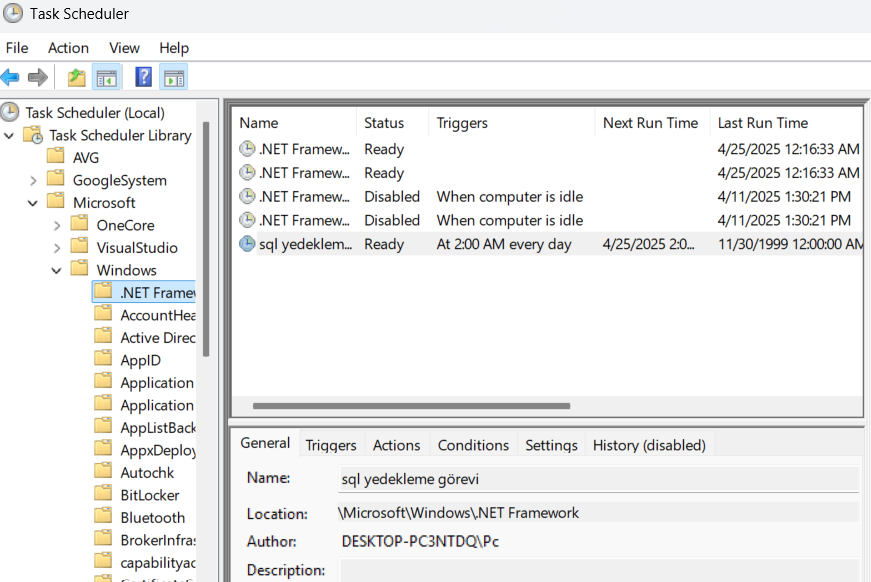 Task Scheduler
File Action View Help
Task Scheduler (Local)
Task Scheduler Library
AVG
GoogleSystem
Microsoft
OneCore
VisualStudio
Windows
.NET Framew
AccountHea
Active Direc
AppID
Application
Application
AppListBack
AppxDeploy
Autochk
BitLocker
Bluetooth
BrokerInfras
capabilityac
Name Status Triggers Next Run Time Last Run Time
.NET Framew... Ready 4/25/2025 12:16:33 AM
.NET Framew... Ready 4/25/2025 12:16:33 AM
.NET Framew... Disabled When computer is idle 4/11/2025 1:30:21 PM
.NET Framew... Disabled When computer is idle 4/11/2025 1:30:21 PM
sql yedeklem... Ready At 2:00 AM every day 4/25/2025 2:0... 11/30/1999 12:00:00 AM
General Triggers Actions Conditions Settings History (disabled)
Name: sql yedekleme görevi
Location: \Microsoft\Windows\.NET Framework
Author: DESKTOP-PC3NTDQ\Pc
Description: